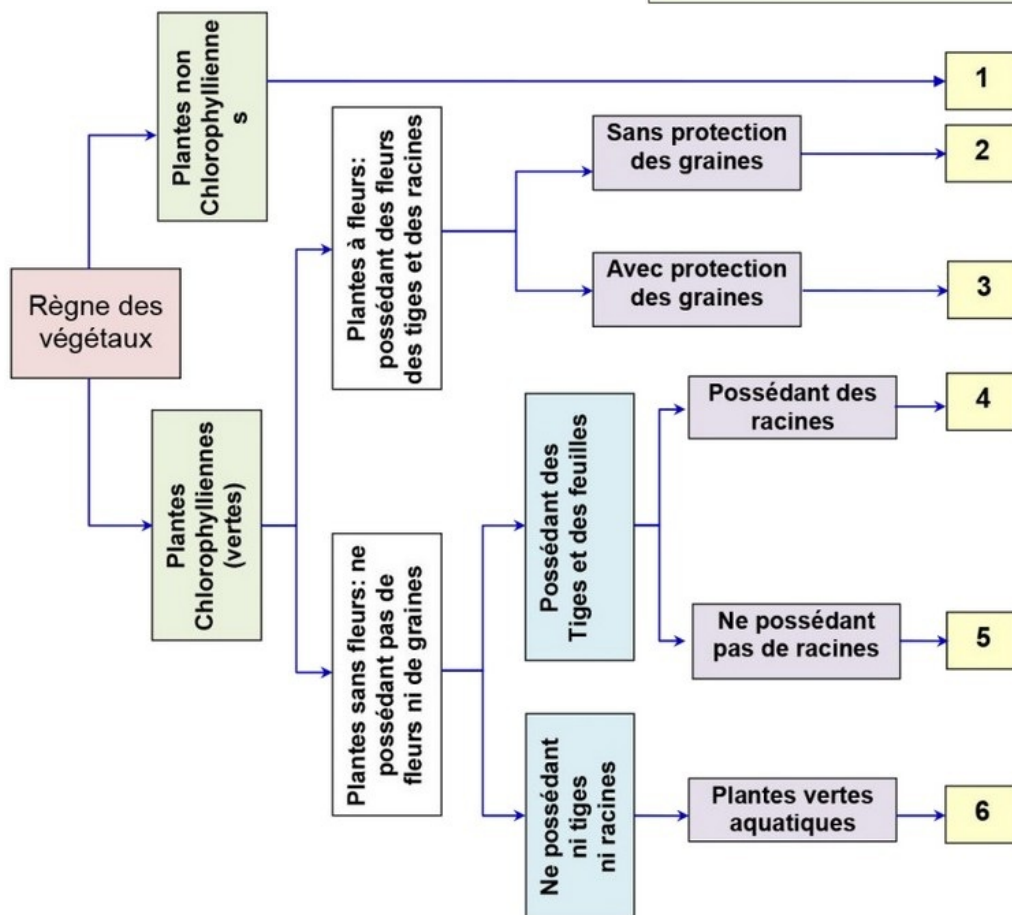 Règne des
végétaux
Plantes non
Chlorophyllienne
s
1
Plantes
Chlorophylliennes
(vertes)
Plantes à fleurs:
possédant des fleurs
des tiges et des racines
Sans protection
des graines
2
Avec protection
des graines
3
Plantes sans fleurs: ne
possédant pas de
fleurs ni de graines
Possédant des
Tiges et des feuilles
Possédant des
racines
4
Ne possédant
pas de racines
5
Ne possédant
ni tiges
ni racines
Plantes vertes
aquatiques
6